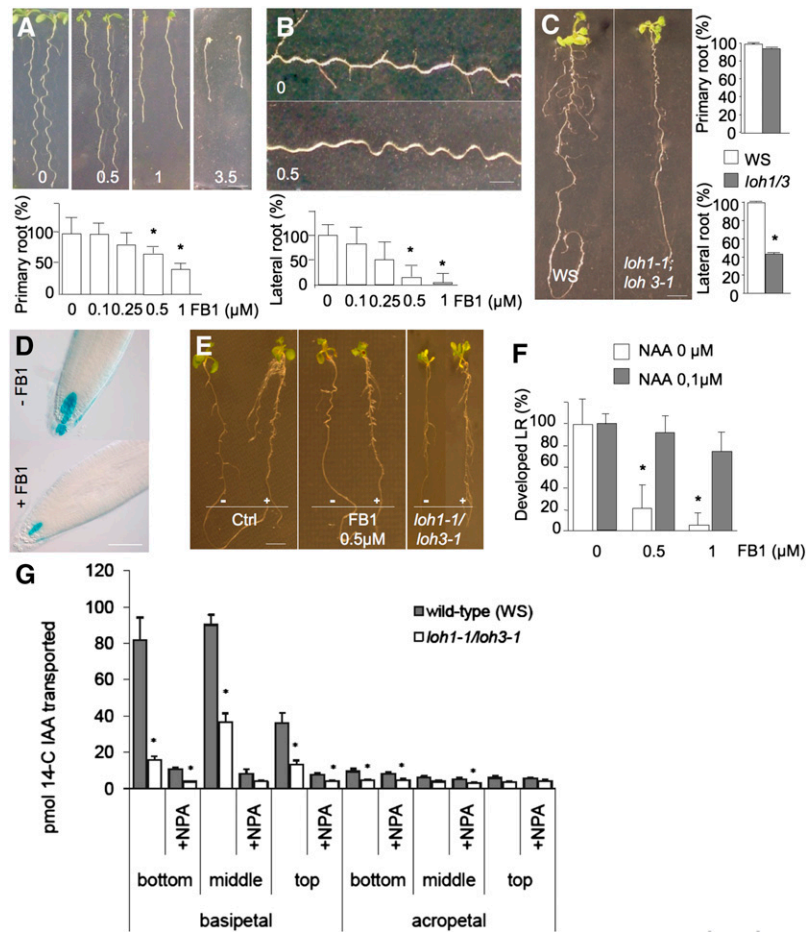 A
0
0.5
1
3.5
Primary root (%)
100
50
0
0
0.1
0.25
0.5
1
FB1 (µM)
*
*
B
0
0.5
Lateral root (%)
100
50
0
0
0.1
0.25
0.5
1
FB1 (µM)
*
*
C
WS
loh1-1;
loh 3-1
Primary root (%)
100
80
60
40
20
0
WS
loh1/3
Lateral root (%)
100
80
60
40
20
0
*
D
- FB1
+ FB1
E
-
+
Ctrl
-
+
FB1
0.5µM
-
+
loh1-1/
loh3-1
F
NAA 0 µM
NAA 0,1µM
Developed LR (%)
100
80
60
40
20
0
*
*
0
0.5
1
FB1 (µM)
G
pmol 14-C IAA transported
120
100
80
60
40
20
0
wild-type (WS)
loh1-1/loh3-1
*
*
*
*
*
*
*
*
+NPA
+NPA
+NPA
+NPA
+NPA
+NPA
bottom
middle
top
bottom
middle
top
basipetal
acropetal